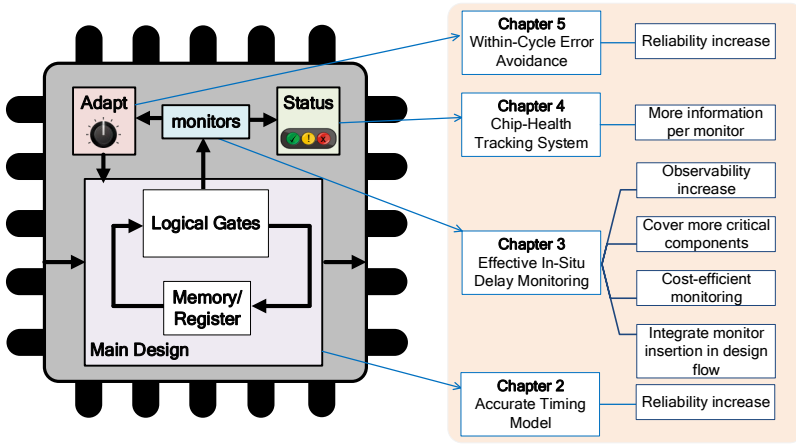 Adapt
monitors
Status
Logical Gates
Memory/
Register
Main Design
Chapter 5
Within-Cycle Error
Avoidance
Reliability increase
Chapter 4
Chip-Health
Tracking System
More information
per monitor
Chapter 3
Effective In-Situ
Delay Monitoring
Observability
increase
Cover more critical
components
Cost-efficient
monitoring
Integrate monitor
insertion in design
flow
Chapter 2
Accurate Timing
Model
Reliability increase